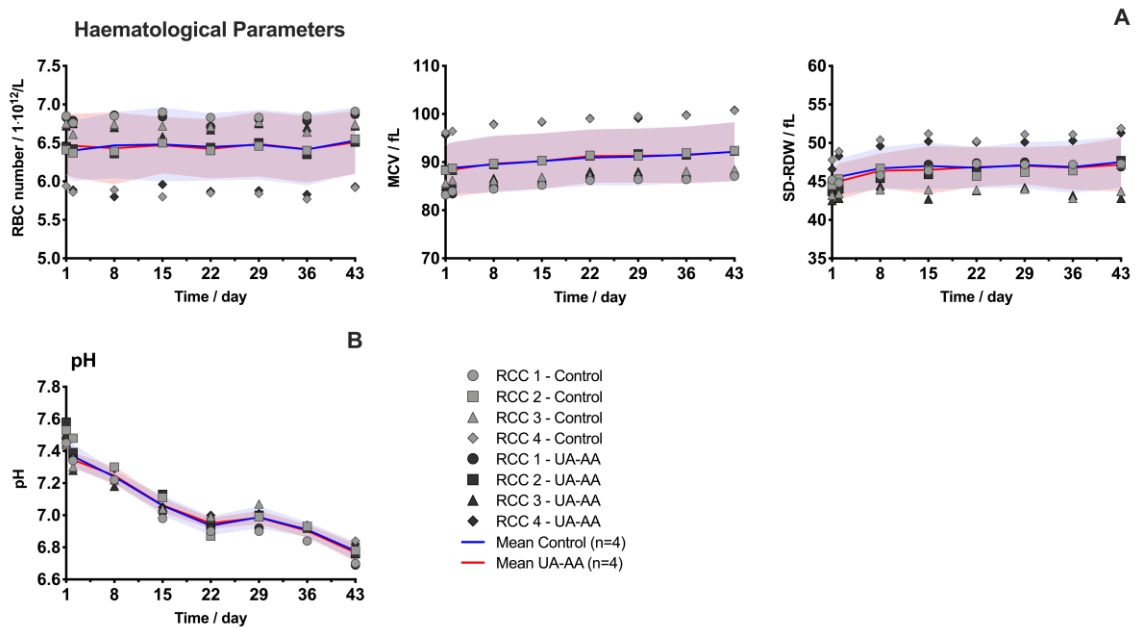 A
Haematological Parameters
RBC number / 1·10¹²/L
7.5
7.0
6.5
6.0
5.5
5.0
1 8 15 22 29 36 43
Time / day
MCV / fL
110
100
90
80
70
1 8 15 22 29 36 43
Time / day
SD-RDW / fL
60
55
50
45
40
35
1 8 15 22 29 36 43
Time / day
B
pH
pH
7.8
7.6
7.4
7.2
7.0
6.8
6.6
1 8 15 22 29 36 43
Time / day
RCC 1 - Control
RCC 2 - Control
RCC 3 - Control
RCC 4 - Control
RCC 1 - UA-AA
RCC 2 - UA-AA
RCC 3 - UA-AA
RCC 4 - UA-AA
Mean Control (n=4)
Mean UA-AA (n=4)